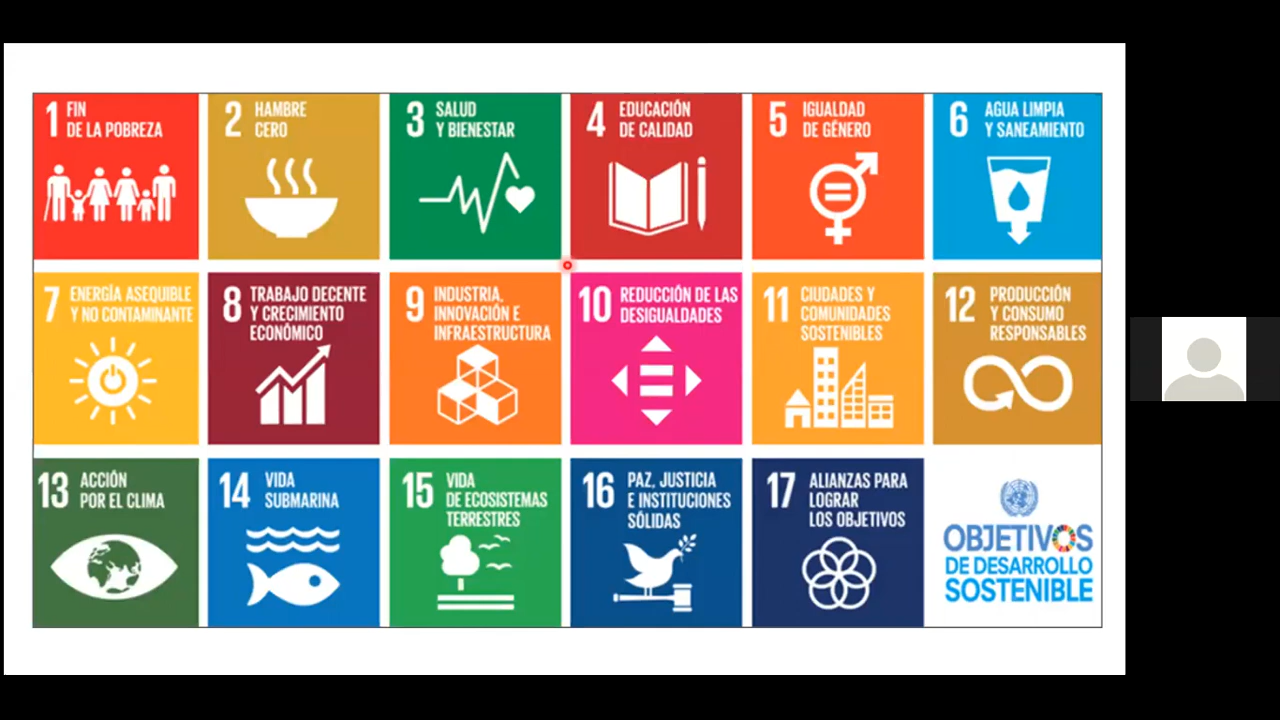 1 FIN
DE LA POBREZA
2 HAMBRE
CERO
3 SALUD
Y BIENESTAR
4 EDUCACIÓN
DE CALIDAD
5 IGUALDAD
DE GÉNERO
6 AGUA LIMPIA
Y SANEAMIENTO
7 ENERGÍA ASEQUIBLE
Y NO CONTAMINANTE
8 TRABAJO DECENTE
Y CRECIMIENTO
ECONÓMICO
9 INDUSTRIA,
INNOVACIÓN E
INFRAESTRUCTURA
10 REDUCCIÓN DE LAS
DESIGUALDADES
11 CIUDADES Y
COMUNIDADES
SOSTENIBLES
12 PRODUCCIÓN
Y CONSUMO
RESPONSABLES
13 ACCIÓN
POR EL CLIMA
14 VIDA
SUBMARINA
15 VIDA
DE ECOSISTEMAS
TERRESTRES
16 PAZ, JUSTICIA
E INSTITUCIONES
SÓLIDAS
17 ALIANZAS PARA
LOGRAR
LOS OBJETIVOS
OBJETIVOS
DE DESARROLLO
SOSTENIBLE